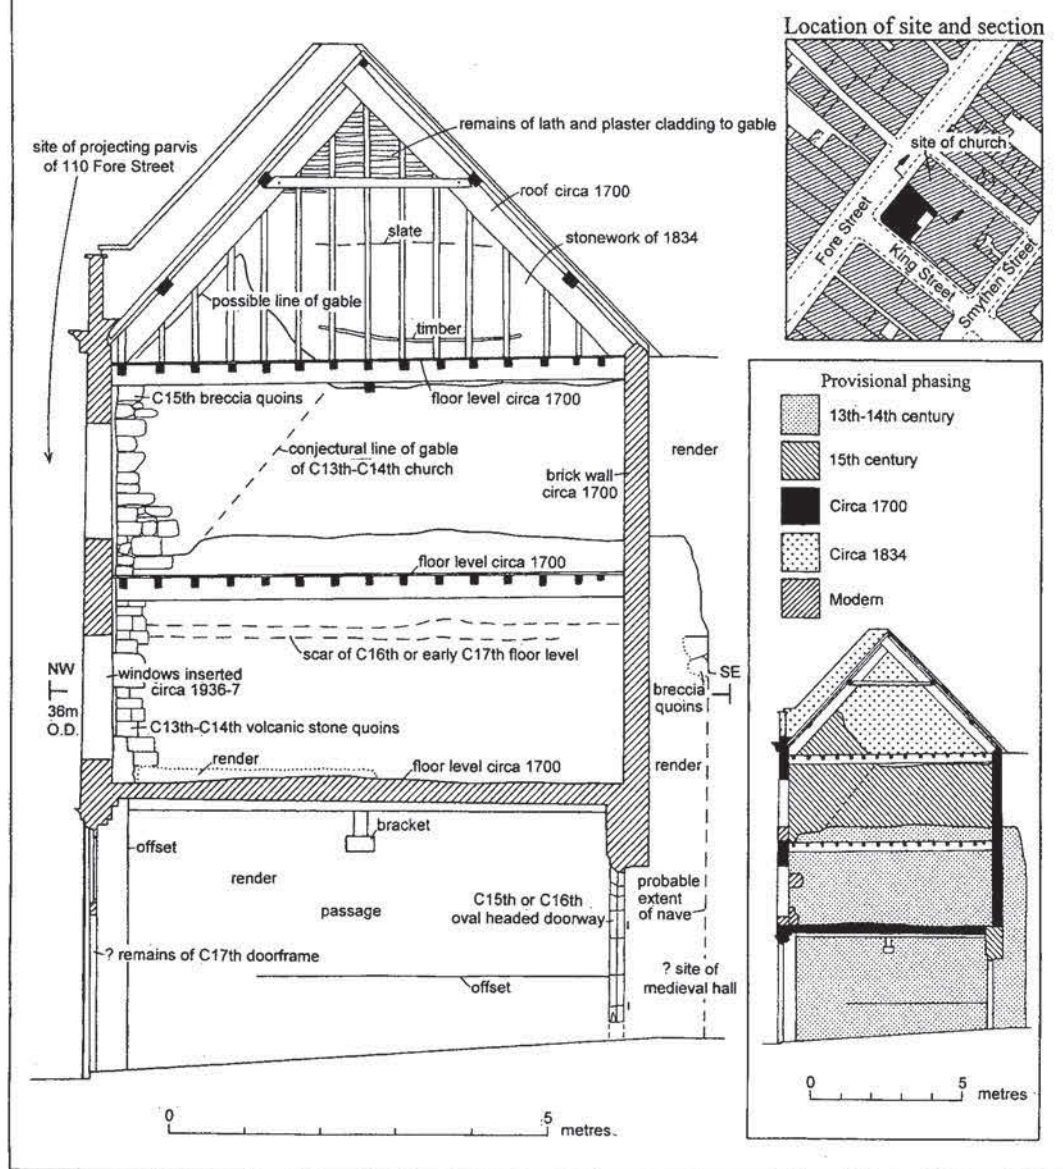 Location of site and section
site of church
Fore Street
King Street
Smythen Street
remains of lath and plaster cladding to gable
site of projecting parvis
of 110 Fore Street
roof circa 1700
slate
stonework of 1834
possible line of gable
timber
C15th breccia quoins
floor level circa 1700
conjectural line of gable
of C13th-C14th church
brick wall
circa 1700
render
floor level circa 1700
scar of C16th or early C17th floor level
NW
36m
O.D.
windows inserted
circa 1936-7
SE
breccia
quoins
C13th-C14th volcanic stone quoins
render
floor level circa 1700
render
bracket
offset
render
passage
C15th or C16th
oval headed doorway
probable
extent
of nave
? remains of C17th doorframe
offset
? site of
medieval hall
0
5
metres
Provisional phasing
13th-14th century
15th century
Circa 1700
Circa 1834
Modern
0
5
metres